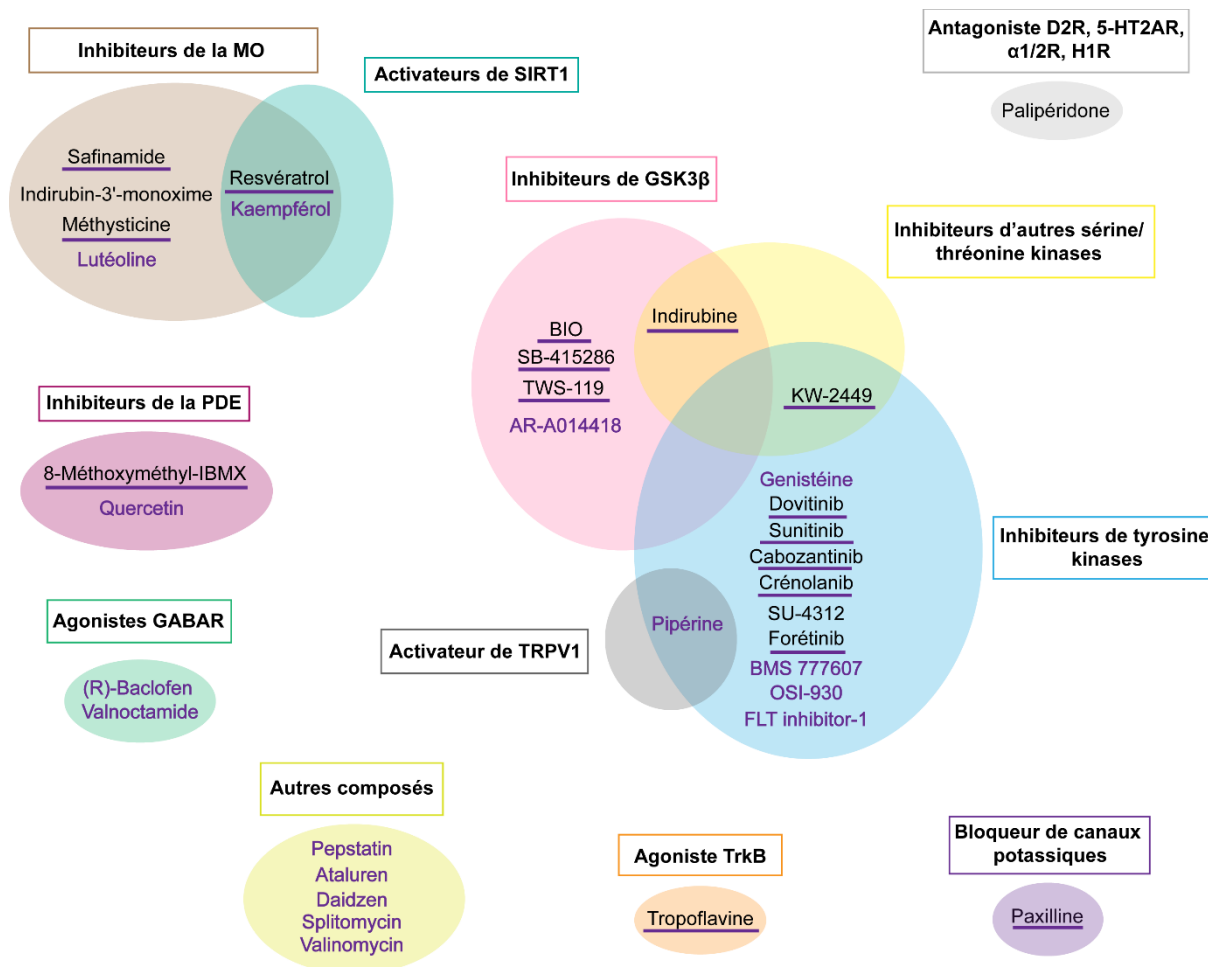 Inhibiteurs de la MO
Activateurs de SIRT1
Safinamide
Indirubin-3'-monoxime
Méthysticine
Lutéoline
Resvératrol
Kaempférol
Antagoniste D2R, 5-HT2AR,
α1/2R, H1R
Palipéridone
Inhibiteurs de GSK3β
Inhibiteurs d'autres sérine/
thréonine kinases
Indirubine
BIO
SB-415286
TWS-119
AR-A014418
KW-2449
Inhibiteurs de la PDE
8-Méthoxyméthyl-IBMX
Quercetin
Genistéine
Dovitinib
Sunitinib
Cabozantinib
Crénolanib
SU-4312
Forétinib
BMS 777607
OSI-930
FLT inhibitor-1
Inhibiteurs de tyrosine
kinases
Agonistes GABAR
(R)-Baclofen
Valnoctamide
Activateur de TRPV1
Pipérine
Autres composés
Pepstatin
Ataluren
Daidzen
Splitomycin
Valinomycin
Agoniste TrkB
Tropoflavine
Bloqueur de canaux
potassiques
Paxilline